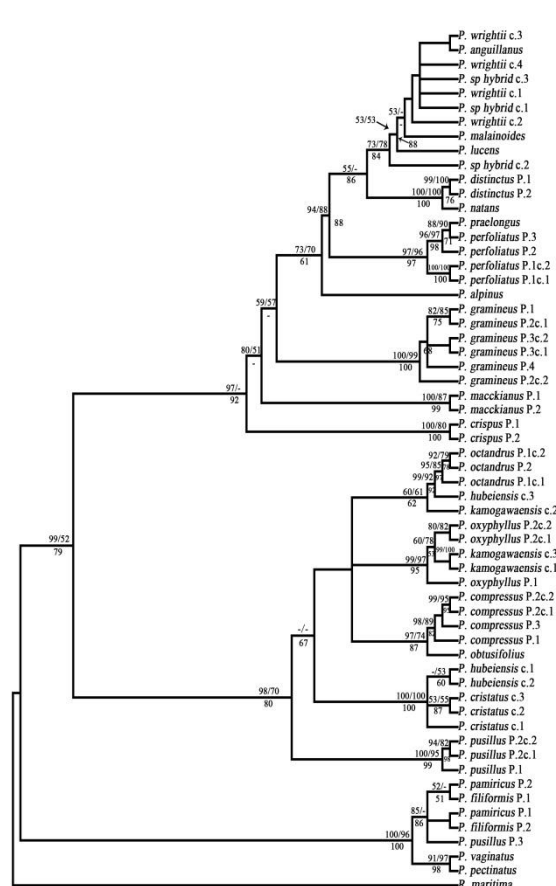 P. wrightii c.3
P. anguillanus
P. wrightii c.4
P. sp hybrid c.3
P. wrightii c.1
P. sp hybrid c.1
53/-
P. wrightii c.2
53/53
P. malainoides
88
73/78
P. lucens
84
P. sp hybrid c.2
55/-
86
99/100
P. distinctus P.1
100/100
P. distinctus P.2
100
76
P. natans
94/88
88
88/90
P. praelongus
96/97
71
P. perfoliatus P.3
98
P. perfoliatus P.2
97/96
97
100/100
P. perfoliatus P.1c.2
100
P. perfoliatus P.1c.1
73/70
61
P. alpinus
59/57
-
82/85
P. gramineus P.1
75
P. gramineus P.2c.1
P. gramineus P.3c.2
68
P. gramineus P.3c.1
100/99
P. gramineus P.4
100
P. gramineus P.2c.2
80/51
-
100/87
P. macckianus P.1
99
P. macckianus P.2
97/-
92
100/80
P. crispus P.1
100
P. crispus P.2
92/79
P. octandrus P.1c.2
95/85
P. octandrus P.2
99/92
P. octandrus P.1c.1
60/61
P. hubeiensis c.3
62
P. kamogawaensis c.2
80/82
P. oxyphyllus P.2c.2
60/78
P. oxyphyllus P.2c.1
53
99/100
P. kamogawaensis c.3
99/97
P. kamogawaensis c.1
95
P. oxyphyllus P.1
99/95
P. compressus P.2c.2
P. compressus P.2c.1
98/89
P. compressus P.3
97/74
P. compressus P.1
87
P. obtusifolius
99/52
79
-/-
67
-/53
P. hubeiensis c.1
60
P. hubeiensis c.2
100/100
53/55
P. cristatus c.3
100
87
P. cristatus c.2
P. cristatus c.1
98/70
80
94/82
P. pusillus P.2c.2
100/95
98
P. pusillus P.2c.1
99
P. pusillus P.1
52/-
P. pamiricus P.2
51
P. filiformis P.1
85/-
P. pamiricus P.1
86
P. filiformis P.2
100/96
P. pusillus P.3
100
91/97
P. vaginatus
98
P. pectinatus
R. maritima